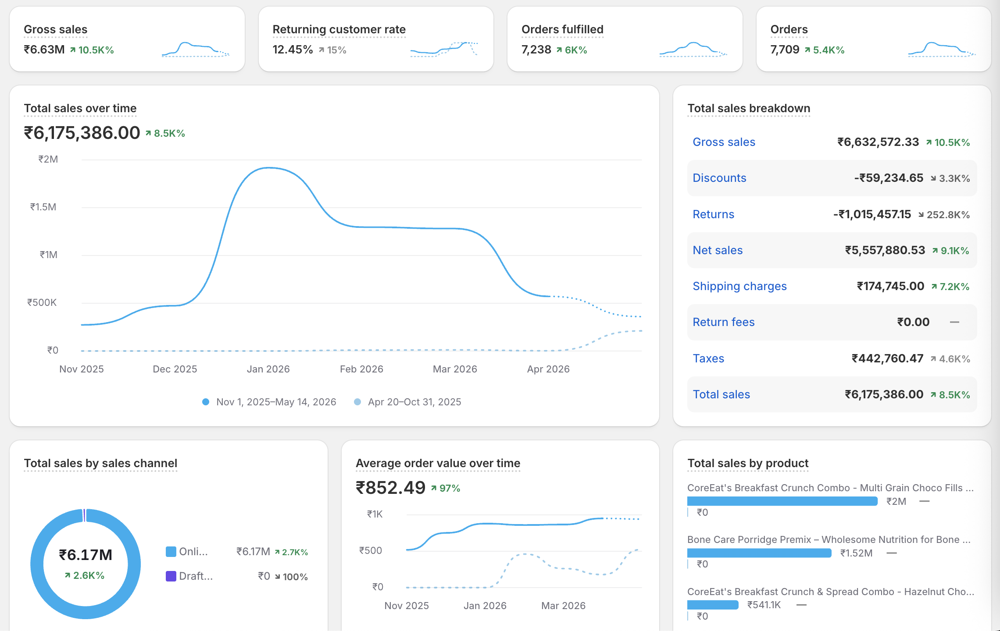 Gross sales
₹6.63M 10.5K%
Returning customer rate
12.45% 15%
Orders fulfilled
7,238 6K%
Orders
7,709 5.4K%
Total sales over time
₹6,175,386.00 8.5K%
₹2M
₹1.5M
₹1M
₹500K
₹0
Nov 2025 Dec 2025 Jan 2026 Feb 2026 Mar 2026 Apr 2026
Nov 1, 2025–May 14, 2026 Apr 20–Oct 31, 2025
Total sales breakdown
Gross sales ₹6,632,572.33 10.5K%
Discounts -₹59,234.65 3.3K%
Returns -₹1,015,457.15 252.8K%
Net sales ₹5,557,880.53 9.1K%
Shipping charges ₹174,745.00 7.2K%
Return fees ₹0.00 —
Taxes ₹442,760.47 4.6K%
Total sales ₹6,175,386.00 8.5K%
Total sales by sales channel
₹6.17M
2.6K%
Onli... ₹6.17M 2.7K%
Draft... ₹0 100%
Average order value over time
₹852.49 97%
₹1K
₹500
₹0
Nov 2025 Jan 2026 Mar 2026
Total sales by product
CoreEat's Breakfast Crunch Combo - Multi Grain Choco Fills ...
₹2M —
₹0
Bone Care Porridge Premix – Wholesome Nutrition for Bone ...
₹1.52M —
₹0
CoreEat's Breakfast Crunch & Spread Combo - Hazelnut Cho...
₹541.1K —
₹0